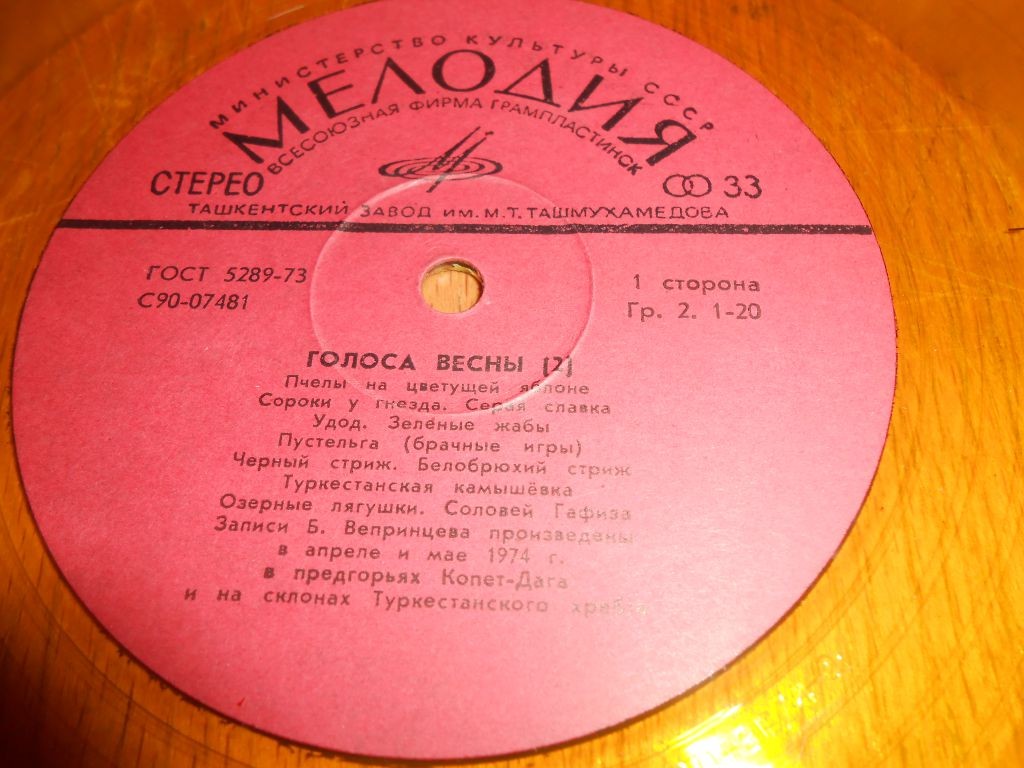 МИНИСТЕРСТВО КУЛЬТУРЫ СССР
МЕЛОДИЯ
ВСЕСОЮЗНАЯ ФИРМА ГРАМПЛАСТИНОК
СТЕРЕО 33
ТАШКЕНТСКИЙ ЗАВОД ИМ. М.Т. ТАШМУХАМЕДОВА
ГОСТ 5289-73
С90-07481
1 сторона
Гр. 2. 1-20
ГОЛОСА ВЕСНЫ (2)
Пчелы на цветущей яблоне
Сороки у гнезда. Серая славка
Удод. Зелёные жабы
Пустельга (брачные игры)
Черный стриж. Белобрюхий стриж
Туркестанская камышёвка
Озерные лягушки. Соловей Гафиза
Записи Б. Вепринцева произведены
в апреле и мае 1974 г.
в предгорьях Копет-Дага
и на склонах Туркестанского хребта